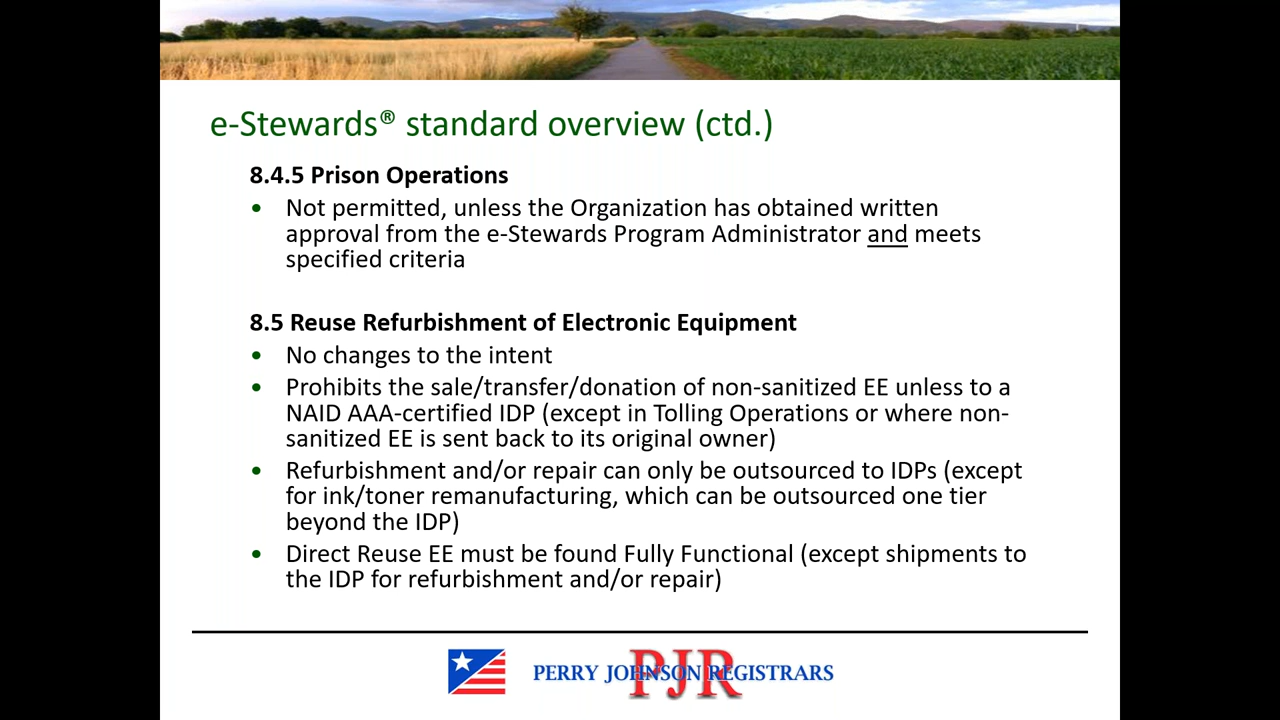 e-Stewards® standard overview (ctd.)
8.4.5 Prison Operations
• Not permitted, unless the Organization has obtained written
approval from the e-Stewards Program Administrator and meets
specified criteria
8.5 Reuse Refurbishment of Electronic Equipment
• No changes to the intent
• Prohibits the sale/transfer/donation of non-sanitized EE unless to a
NAID AAA-certified IDP (except in Tolling Operations or where non-
sanitized EE is sent back to its original owner)
• Refurbishment and/or repair can only be outsourced to IDPs (except
for ink/toner remanufacturing, which can be outsourced one tier
beyond the IDP)
• Direct Reuse EE must be found Fully Functional (except shipments to
the IDP for refurbishment and/or repair)
PJR
PERRY JOHNSON REGISTRARS